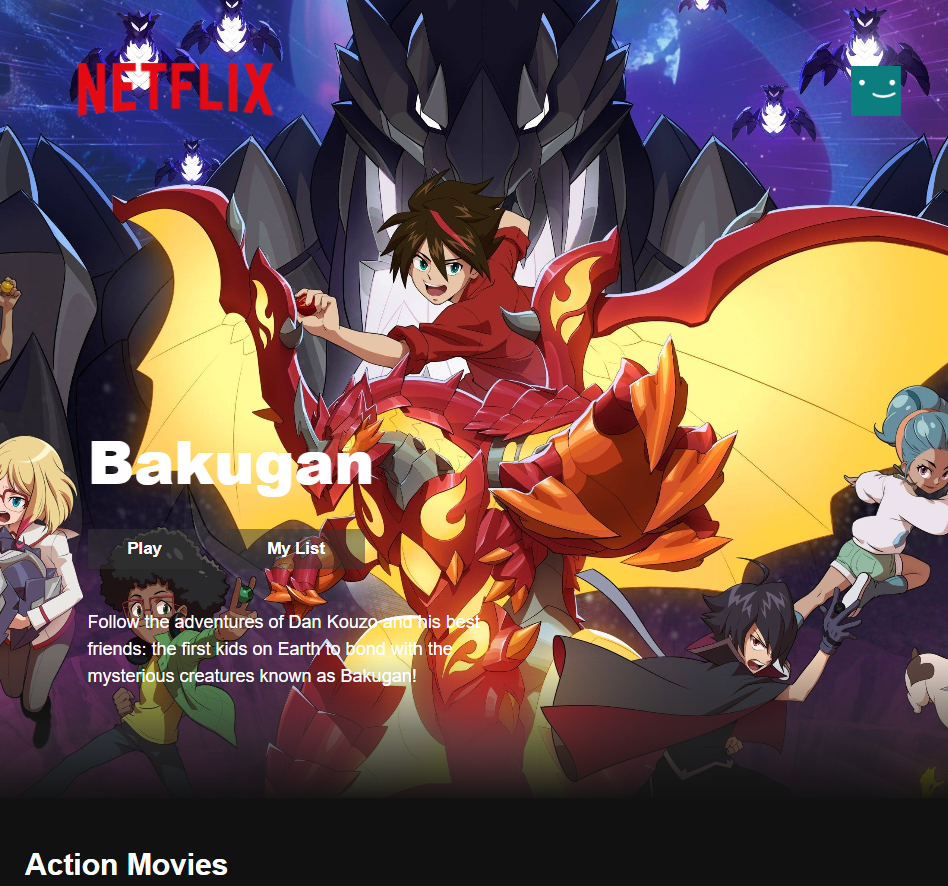 NETFLIX
Bakugan
Play
My List
Follow the adventures of Dan Kouzo and his best
friends: the first kids on Earth to bond with the
mysterious creatures known as Bakugan!
Action Movies